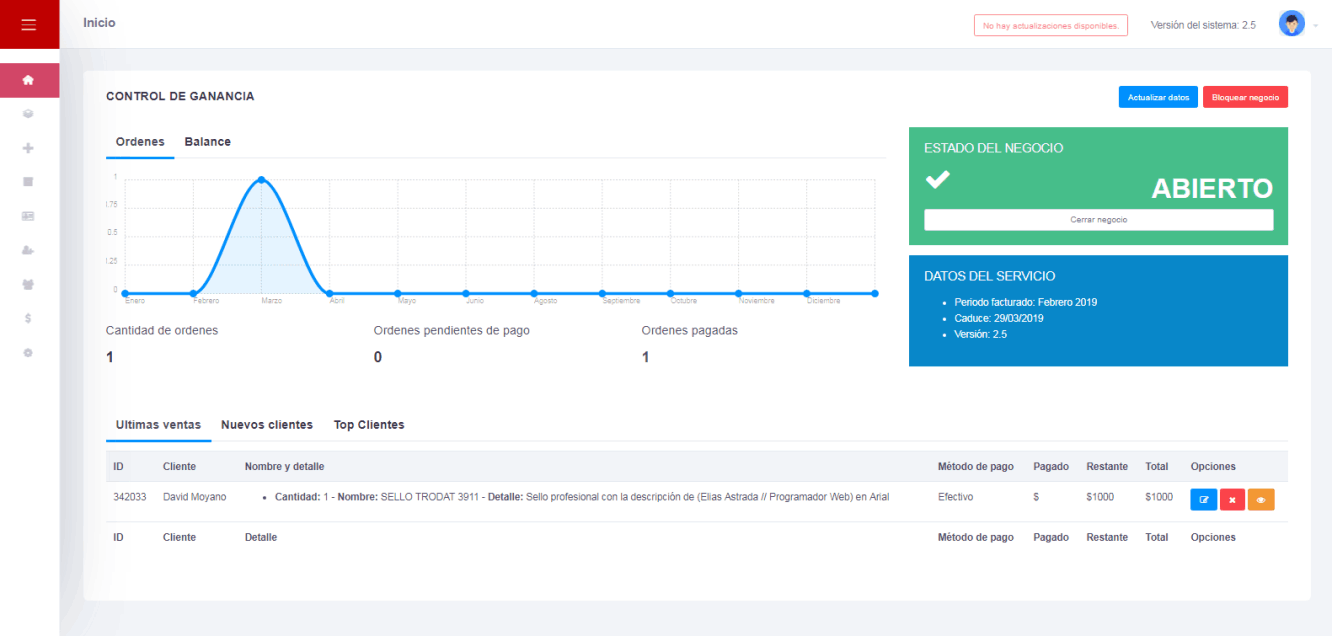 Inicio
No hay actualizaciones disponibles.
Versión del sistema: 2.5
CONTROL DE GANANCIA
Actualizar datos
Bloquear negocio
Ordenes
Balance
1
1.75
0.5
1.25
0
Enero
Febrero
Marzo
Abril
Mayo
Junio
Agosto
Septiembre
Octubre
Noviembre
Diciembre
Cantidad de ordenes
Ordenes pendientes de pago
Ordenes pagadas
1
0
1
ESTADO DEL NEGOCIO
ABIERTO
Cerrar negocio
DATOS DEL SERVICIO
Periodo facturado: Febrero 2019
Caduce: 29/03/2019
Versión: 2.5
Ultimas ventas
Nuevos clientes
Top Clientes
ID Cliente Nombre y detalle Método de pago Pagado Restante Total Opciones
342033 David Moyano Cantidad: 1 - Nombre: SELLO TRODAT 3911 - Detalle: Sello profesional con la descripción de (Elias Astrada // Programador Web) en Arial Efectivo $ $1000 $1000
ID Cliente Detalle Método de pago Pagado Restante Total Opciones